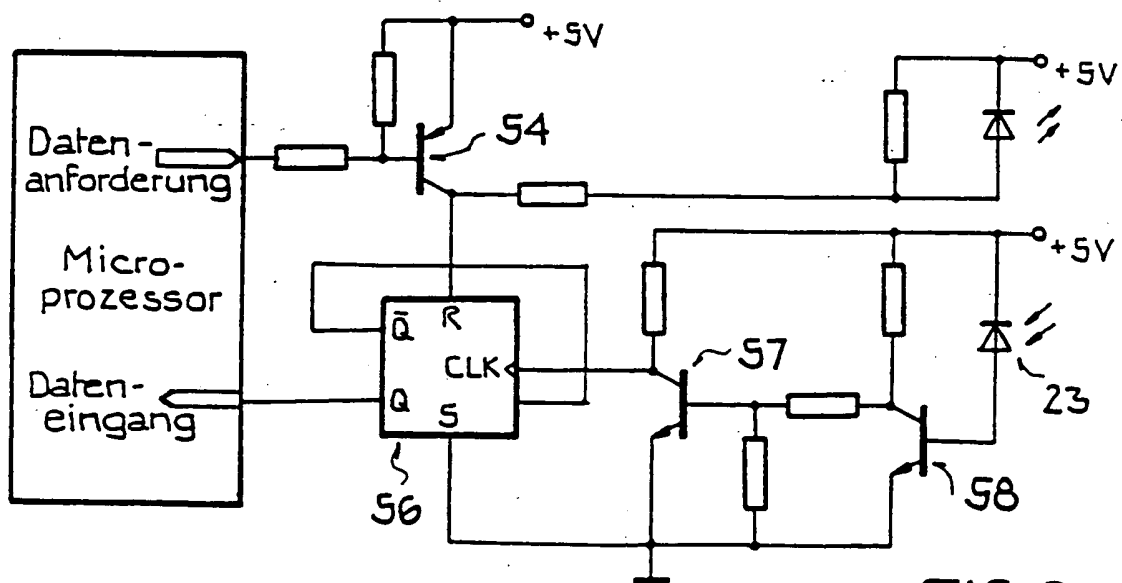 +5V
+5V
54
Daten-
anforderung
Micro-
prozessor
+5V
Q̄
R
CLK
57
23
Daten-
eingang
Q
S
56
58